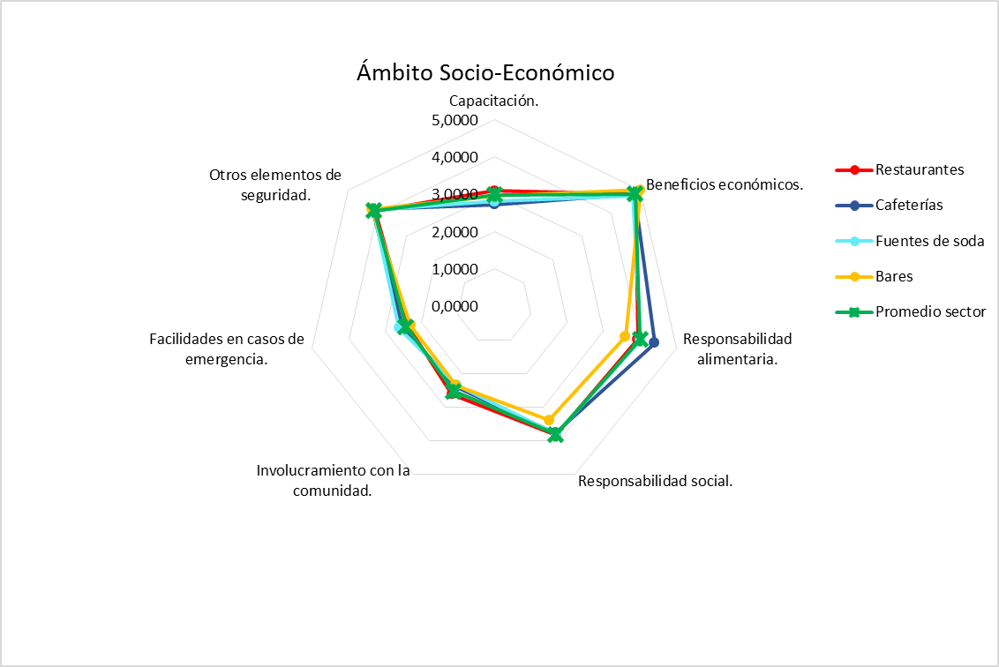 Ámbito Socio-Económico
Capacitación.
5,0000
4,0000
3,0000
2,0000
1,0000
0,0000
Beneficios económicos.
Responsabilidad
alimentaria.
Responsabilidad social.
Involucramiento con la
comunidad.
Facilidades en casos de
emergencia.
Otros elementos de
seguridad.
Restaurantes
Cafeterías
Fuentes de soda
Bares
Promedio sector